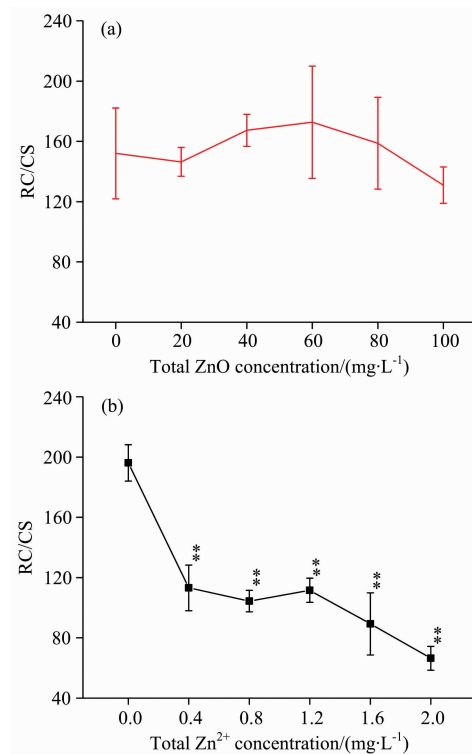 (a)
240
200
160
120
80
40
RC/CS
0 20 40 60 80 100
Total ZnO concentration/(mg·L⁻¹)
(b)
240
200
160
120
80
40
RC/CS
** ** ** ** **
0.0 0.4 0.8 1.2 1.6 2.0
Total Zn²⁺ concentration/(mg·L⁻¹)